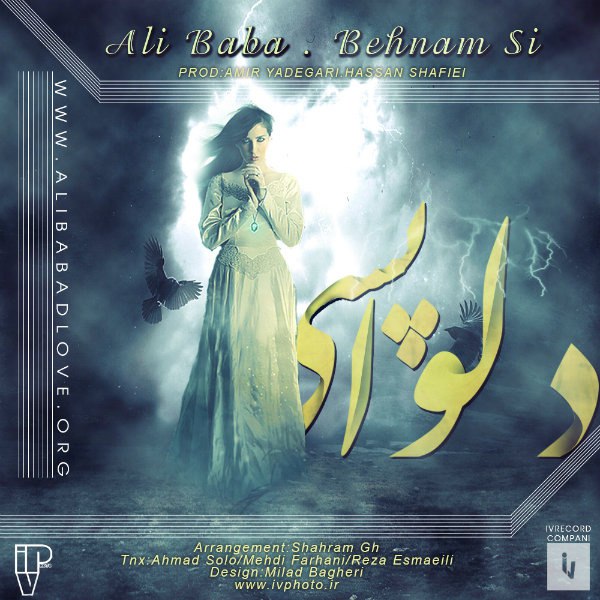 Ali Baba . Behnam Si
PROD:AMIR YADEGARI.HASSAN SHAFIEI
WWW.ALIBABADLOVE.ORG
دلواپسی
IVRECORD
COMPANI
iv
Arrangement:Shahram Gh
Tnx:Ahmad Solo/Mehdi Farhani/Reza Esmaeili
Design:Milad Bagheri
www.ivphoto.ir